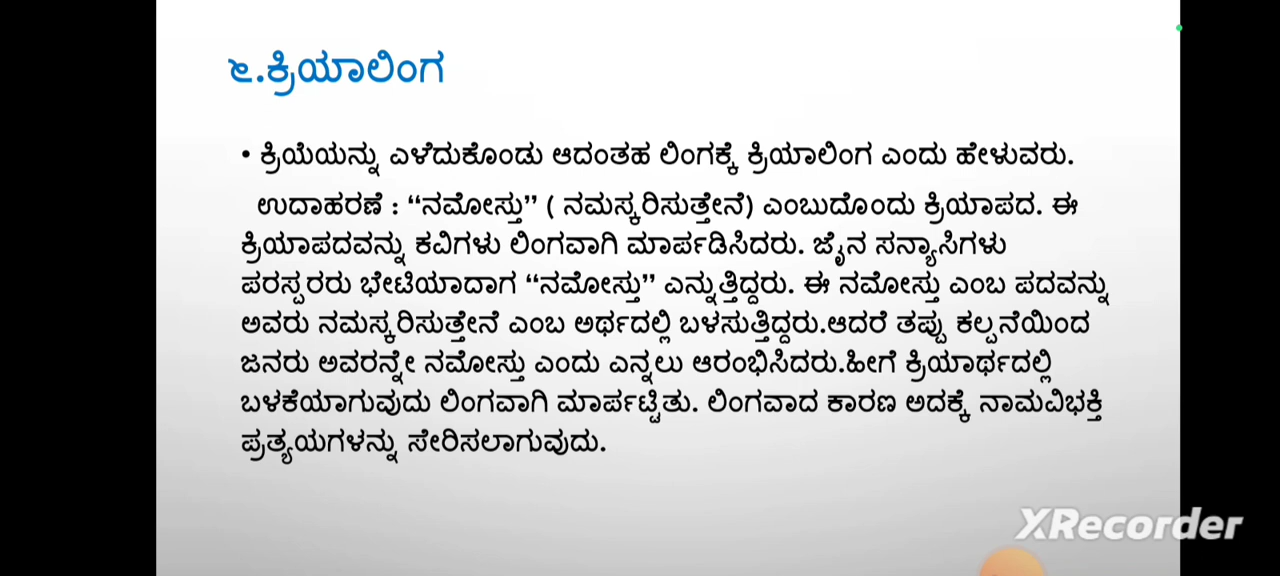 ೬.ಕ್ರಿಯಾಲಿಂಗ
• ಕ್ರಿಯೆಯನ್ನು ಎಳೆದುಕೊಂಡು ಆದಂತಹ ಲಿಂಗಕ್ಕೆ ಕ್ರಿಯಾಲಿಂಗ ಎಂದು ಹೇಳುವರು.
ಉದಾಹರಣೆ : “ನಮೋಸ್ತು” ( ನಮಸ್ಕರಿಸುತ್ತೇನೆ) ಎಂಬುದೊಂದು ಕ್ರಿಯಾಪದ. ಈ
ಕ್ರಿಯಾಪದವನ್ನು ಕವಿಗಳು ಲಿಂಗವಾಗಿ ಮಾರ್ಪಡಿಸಿದರು. ಜೈನ ಸನ್ಯಾಸಿಗಳು
ಪರಸ್ಪರರು ಭೇಟಿಯಾದಾಗ “ನಮೋಸ್ತು” ಎನ್ನುತ್ತಿದ್ದರು. ಈ ನಮೋಸ್ತು ಎಂಬ ಪದವನ್ನು
ಅವರು ನಮಸ್ಕರಿಸುತ್ತೇನೆ ಎಂಬ ಅರ್ಥದಲ್ಲಿ ಬಳಸುತ್ತಿದ್ದರು.ಆದರೆ ತಪ್ಪು ಕಲ್ಪನೆಯಿಂದ
ಜನರು ಅವರನ್ನೇ ನಮೋಸ್ತು ಎಂದು ಎನ್ನಲು ಆರಂಭಿಸಿದರು.ಹೀಗೆ ಕ್ರಿಯಾರ್ಥದಲ್ಲಿ
ಬಳಕೆಯಾಗುವುದು ಲಿಂಗವಾಗಿ ಮಾರ್ಪಟ್ಟಿತು. ಲಿಂಗವಾದ ಕಾರಣ ಅದಕ್ಕೆ ನಾಮವಿಭಕ್ತಿ
ಪ್ರತ್ಯಯಗಳನ್ನು ಸೇರಿಸಲಾಗುವುದು.
XRecorder